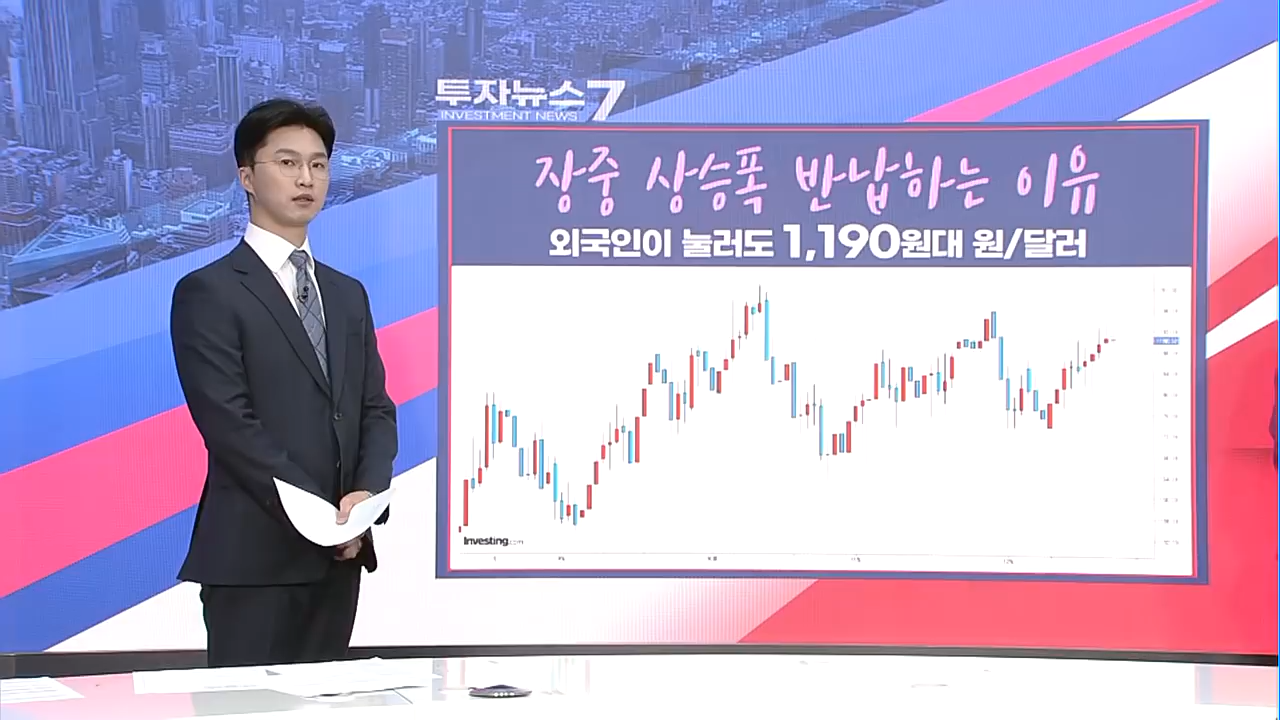 투자뉴스7
INVESTMENT NEWS
장중 상승폭 반납하는 이유
외국인이 눌러도 1,190원대 원/달러
Investing.com